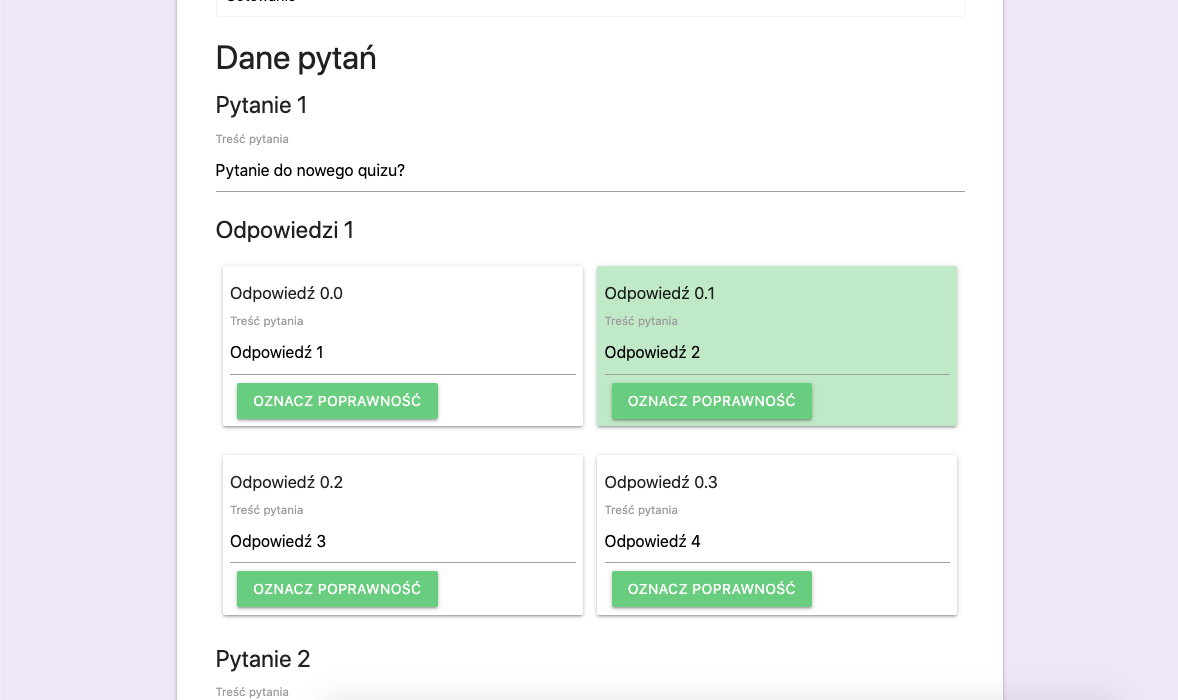 Dane pytań
Pytanie 1
Treść pytania
Pytanie do nowego quizu?
Odpowiedzi 1
Odpowiedź 0.0
Treść pytania
Odpowiedź 1
OZNACZ POPRAWNOŚĆ
Odpowiedź 0.1
Treść pytania
Odpowiedź 2
OZNACZ POPRAWNOŚĆ
Odpowiedź 0.2
Treść pytania
Odpowiedź 3
OZNACZ POPRAWNOŚĆ
Odpowiedź 0.3
Treść pytania
Odpowiedź 4
OZNACZ POPRAWNOŚĆ
Pytanie 2
Treść pytania